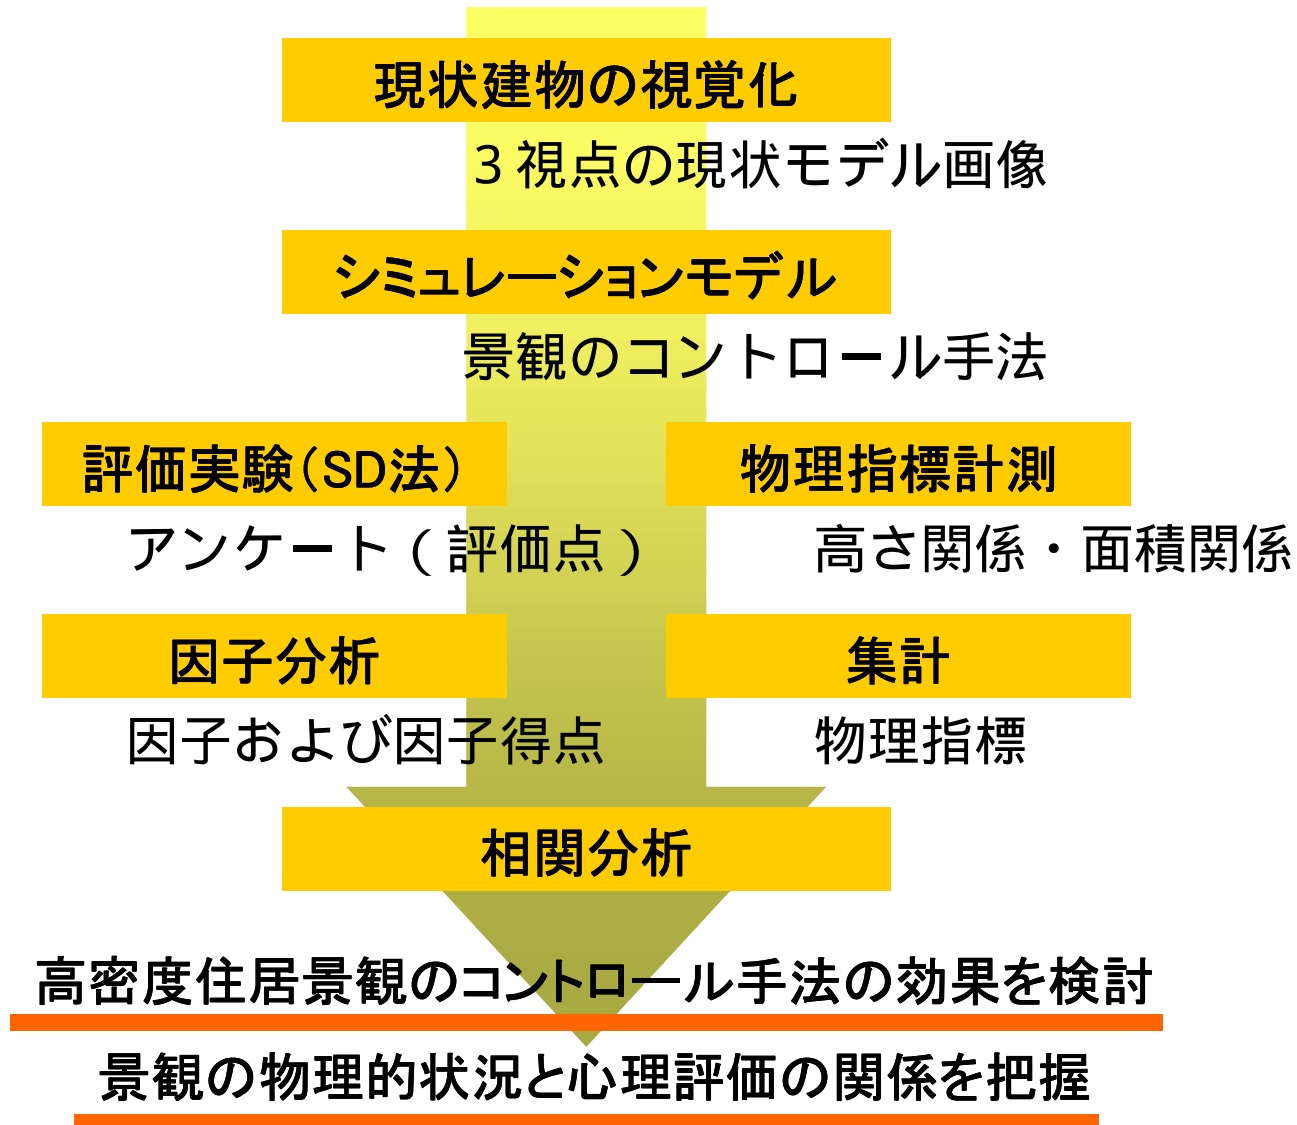 現状建物の視覚化
3視点の現状モデル画像
シミュレーションモデル
景観のコントロール手法
評価実験(SD法)
アンケート(評価点)
物理指標計測
高さ関係・面積関係
因子分析
因子および因子得点
集計
物理指標
相関分析
高密度住居景観のコントロール手法の効果を検討
景観の物理的状況と心理評価の関係を把握